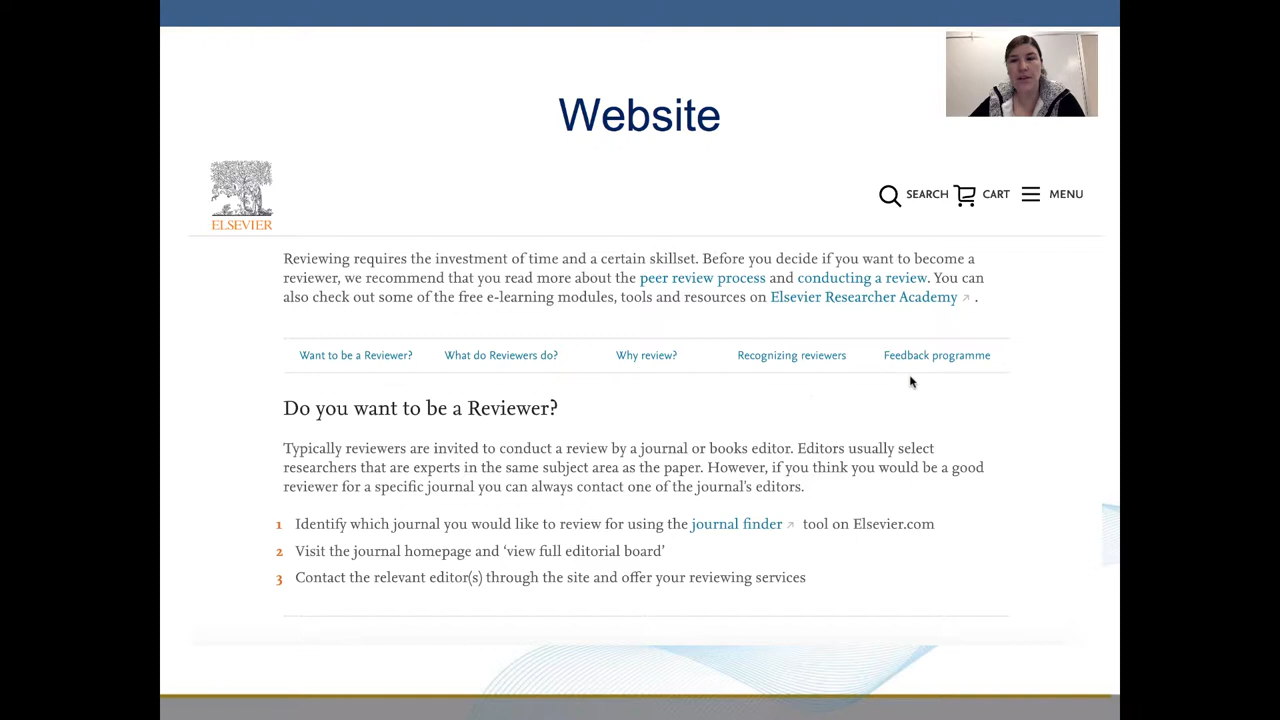 Website
ELSEVIER
SEARCH CART MENU
Reviewing requires the investment of time and a certain skillset. Before you decide if you want to become a
reviewer, we recommend that you read more about the peer review process and conducting a review. You can
also check out some of the free e-learning modules, tools and resources on Elsevier Researcher Academy ↗ .
Want to be a Reviewer? What do Reviewers do? Why review? Recognizing reviewers Feedback programme
Do you want to be a Reviewer?
Typically reviewers are invited to conduct a review by a journal or books editor. Editors usually select
researchers that are experts in the same subject area as the paper. However, if you think you would be a good
reviewer for a specific journal you can always contact one of the journal's editors.
1 Identify which journal you would like to review for using the journal finder ↗ tool on Elsevier.com
2 Visit the journal homepage and ‘view full editorial board’
3 Contact the relevant editor(s) through the site and offer your reviewing services